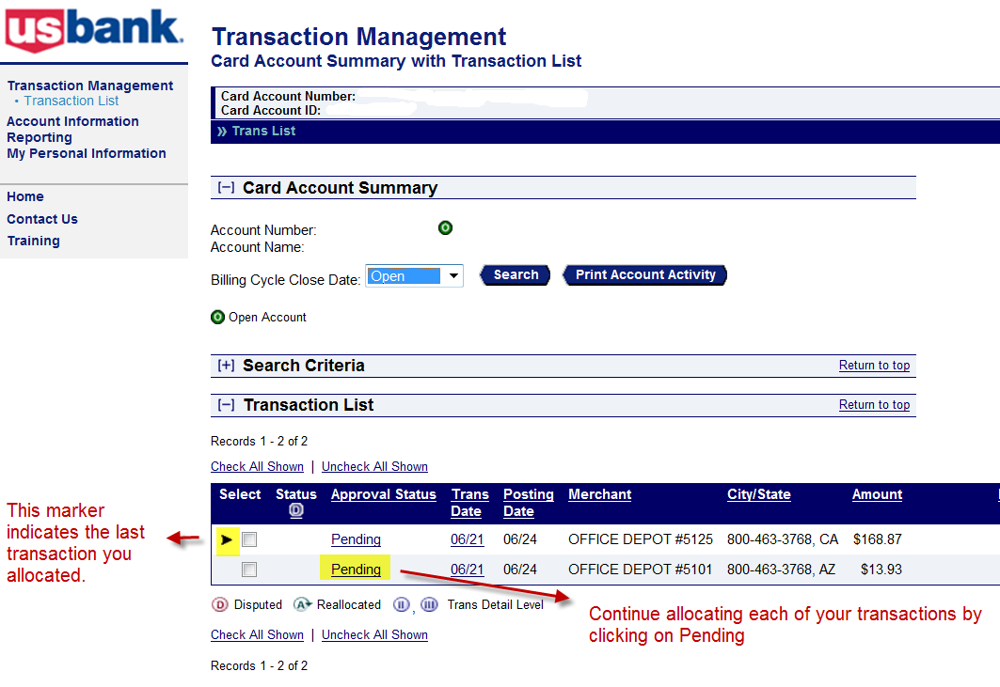 usbank.
Transaction Management
Card Account Summary with Transaction List
Transaction Management
• Transaction List
Account Information
Reporting
My Personal Information
Home
Contact Us
Training
Card Account Number:
Card Account ID:
» Trans List
[–] Card Account Summary
Account Number: O
Account Name:
Billing Cycle Close Date: Open Search Print Account Activity
O Open Account
[+] Search Criteria Return to top
[–] Transaction List Return to top
Records 1 - 2 of 2
Check All Shown | Uncheck All Shown
Select Status D Approval Status Trans Date Posting Date Merchant City/State Amount
Pending 06/21 06/24 OFFICE DEPOT #5125 800-463-3768, CA $168.87
Pending 06/21 06/24 OFFICE DEPOT #5101 800-463-3768, AZ $13.93
D Disputed A Reallocated II , III Trans Detail Level
Check All Shown | Uncheck All Shown
Records 1 - 2 of 2
This marker
indicates the last
transaction you
allocated.
Continue allocating each of your transactions by
clicking on Pending